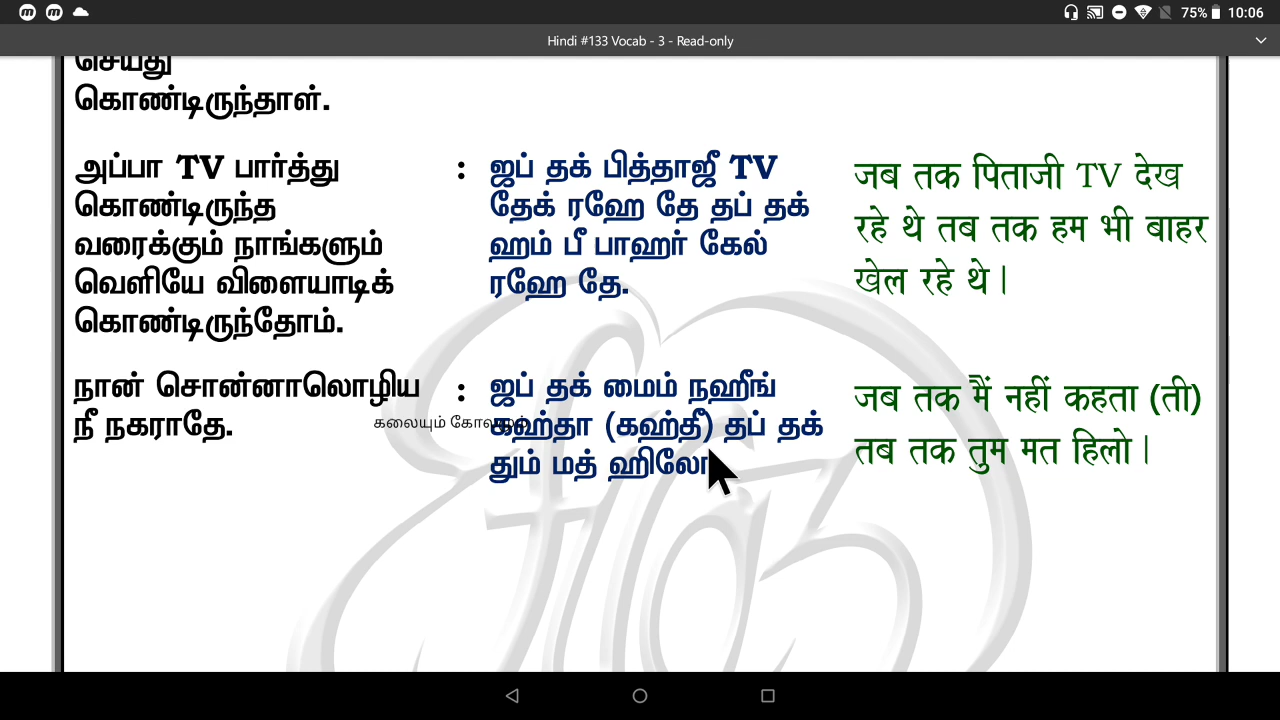 75% 10:06
Hindi #133 Vocab - 3 - Read-only
செய்து
கொண்டிருந்தாள்.
அப்பா TV பார்த்து
கொண்டிருந்த
வரைக்கும் நாங்களும்
வெளியே விளையாடிக்
கொண்டிருந்தோம்.
:
ஜப் தக் பித்தாஜீ TV
தேக் ரஹே தே தப் தக்
ஹம் பீ பாஹர் கேல்
ரஹே தே.
जब तक पिताजी TV देख
रहे थे तब तक हम भी बाहर
खेल रहे थे |
நான் சொன்னாலொழிய
நீ நகராதே.
:
ஜப் தக் மைம் நஹீங்
கஹ்தா (கஹ்தீ) தப் தக்
தும் மத் ஹிலோ
जब तक मैं नहीं कहता (ती)
तब तक तुम मत हिलो |
கலையும் கோலமும்